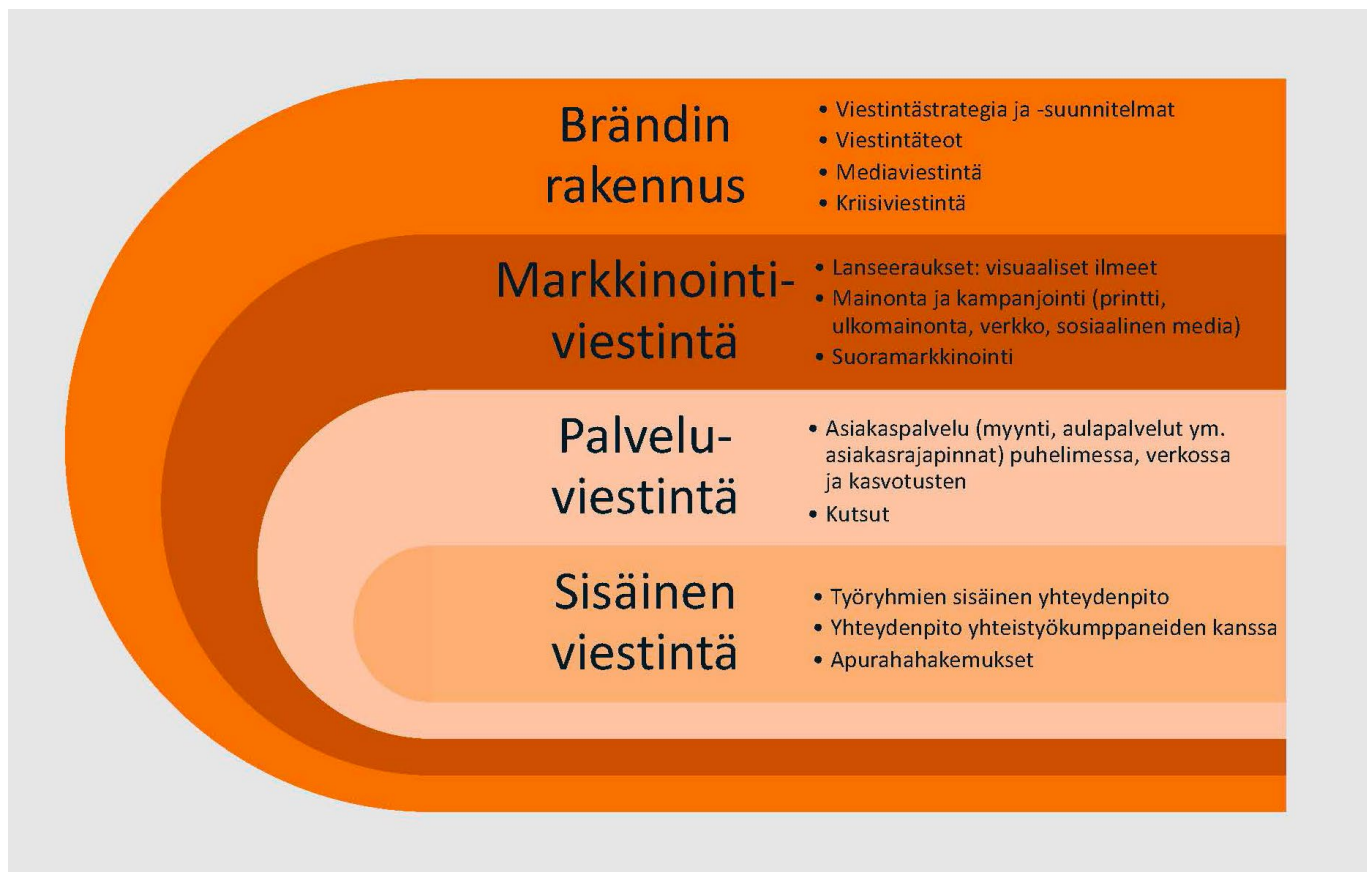 Brändin
rakennus
• Viestintästrategia ja -suunnitelmat
• Viestintäteot
• Mediaviestintä
• Kriisiviestintä
Markkinointi-
viestintä
• Lanseeraukset: visuaaliset ilmeet
• Mainonta ja kampanjointi (printti,
ulkomainonta, verkko, sosiaalinen media)
• Suoramarkkinointi
Palvelu-
viestintä
• Asiakaspalvelu (myynti, aulapalvelut ym.
asiakasrajapinnat) puhelimessa, verkossa
ja kasvotusten
• Kutsut
Sisäinen
viestintä
• Työryhmien sisäinen yhteydenpito
• Yhteydenpito yhteistyökumppaneiden kanssa
• Apurahahakemukset